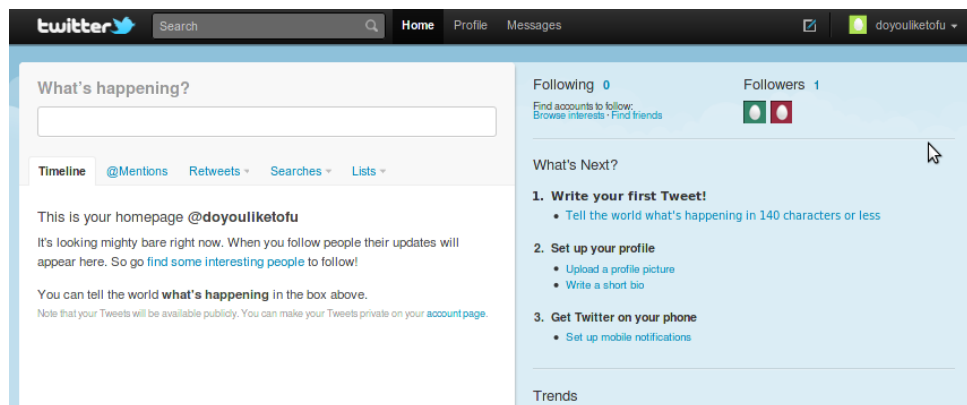 twitter Search Home Profile Messages doyouliketofu
What's happening?
Timeline @Mentions Retweets Searches Lists
This is your homepage @doyouliketofu
It's looking mighty bare right now. When you follow people their updates will
appear here. So go find some interesting people to follow!
You can tell the world what's happening in the box above.
Note that your Tweets will be available publicly. You can make your Tweets private on your account page.
Following 0
Find accounts to follow:
Browse interests · Find friends
Followers 1
What's Next?
1. Write your first Tweet!
• Tell the world what's happening in 140 characters or less
2. Set up your profile
• Upload a profile picture
• Write a short bio
3. Get Twitter on your phone
• Set up mobile notifications
Trends